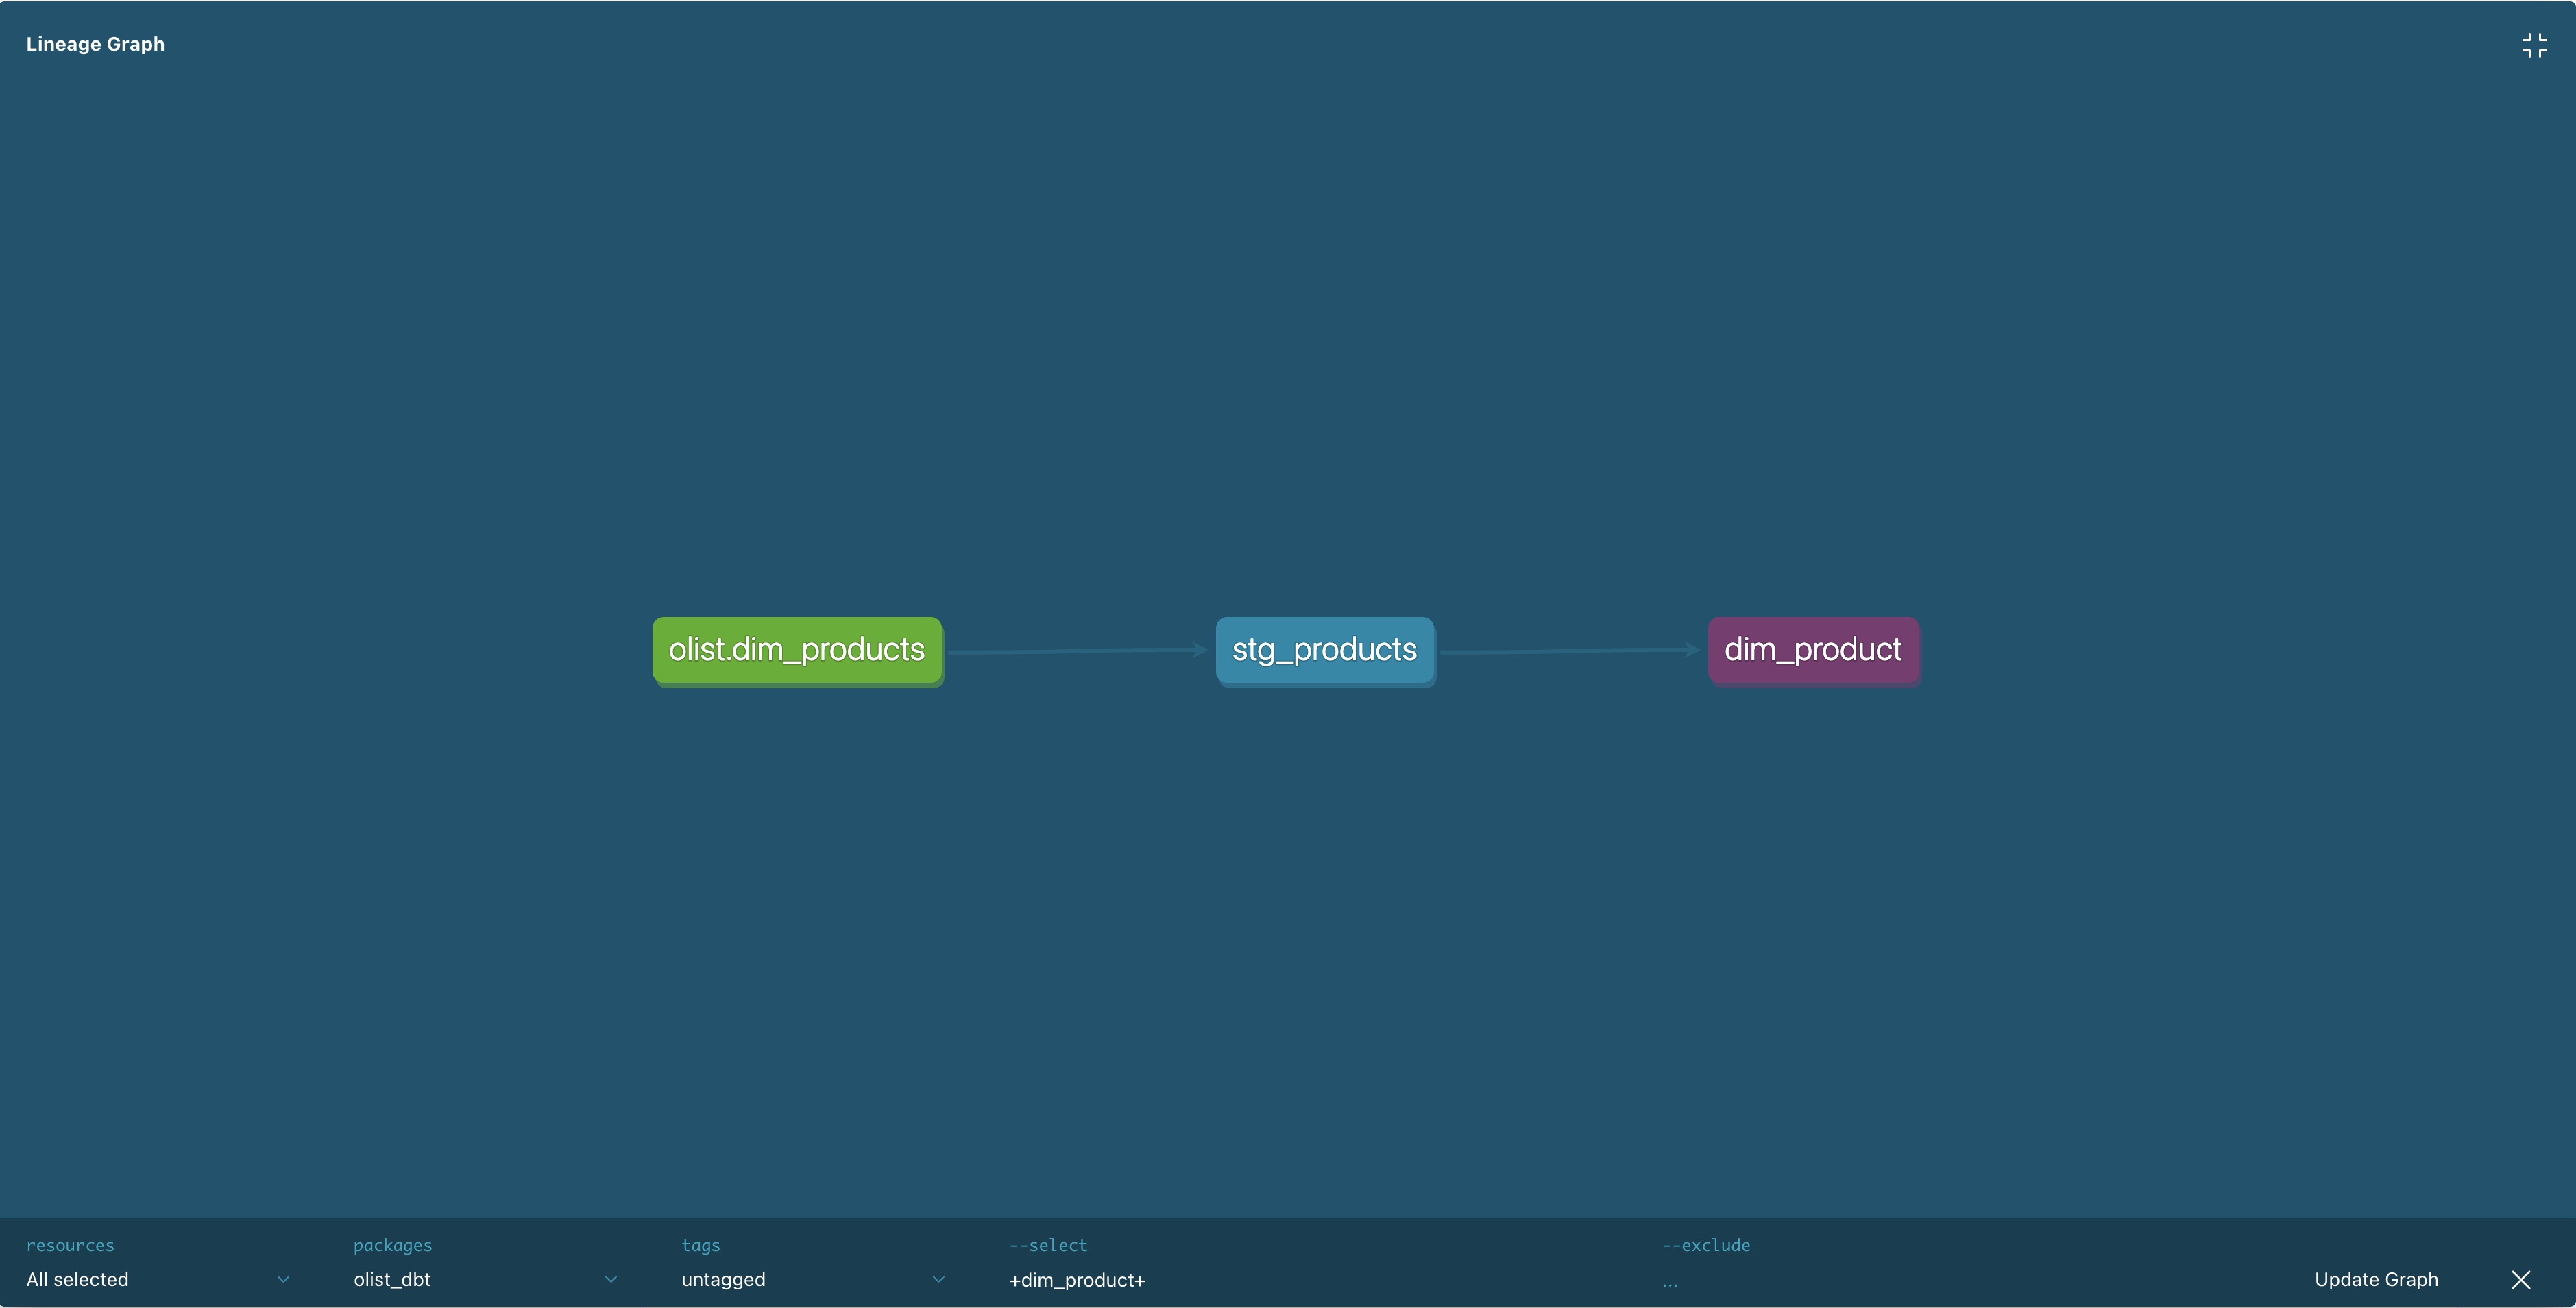 Lineage Graph
olist.dim_products
stg_products
dim_product
resources
packages
tags
--select
--exclude
All selected
olist_dbt
untagged
+dim_product+
...
Update Graph